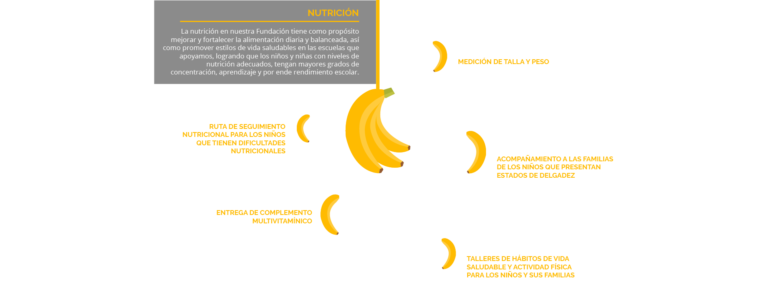 NUTRICIÓN
La nutrición en nuestra Fundación tiene como propósito
mejorar y fortalecer la alimentación diaria y balanceada, así
como promover estilos de vida saludables en las escuelas que
apoyamos, logrando que los niños y niñas con niveles de
nutrición adecuados, tengan mayores grados de
concentración, aprendizaje y por ende rendimiento escolar.
MEDICIÓN DE TALLA Y PESO
RUTA DE SEGUIMIENTO
NUTRICIONAL PARA LOS NIÑOS
QUE TIENEN DIFICULTADES
NUTRICIONALES
ACOMPAÑAMIENTO A LAS FAMILIAS
DE LOS NIÑOS QUE PRESENTAN
ESTADOS DE DELGADEZ
ENTREGA DE COMPLEMENTO
MULTIVITAMÍNICO
TALLERES DE HÁBITOS DE VIDA
SALUDABLE Y ACTIVIDAD FÍSICA
PARA LOS NIÑOS Y SUS FAMILIAS